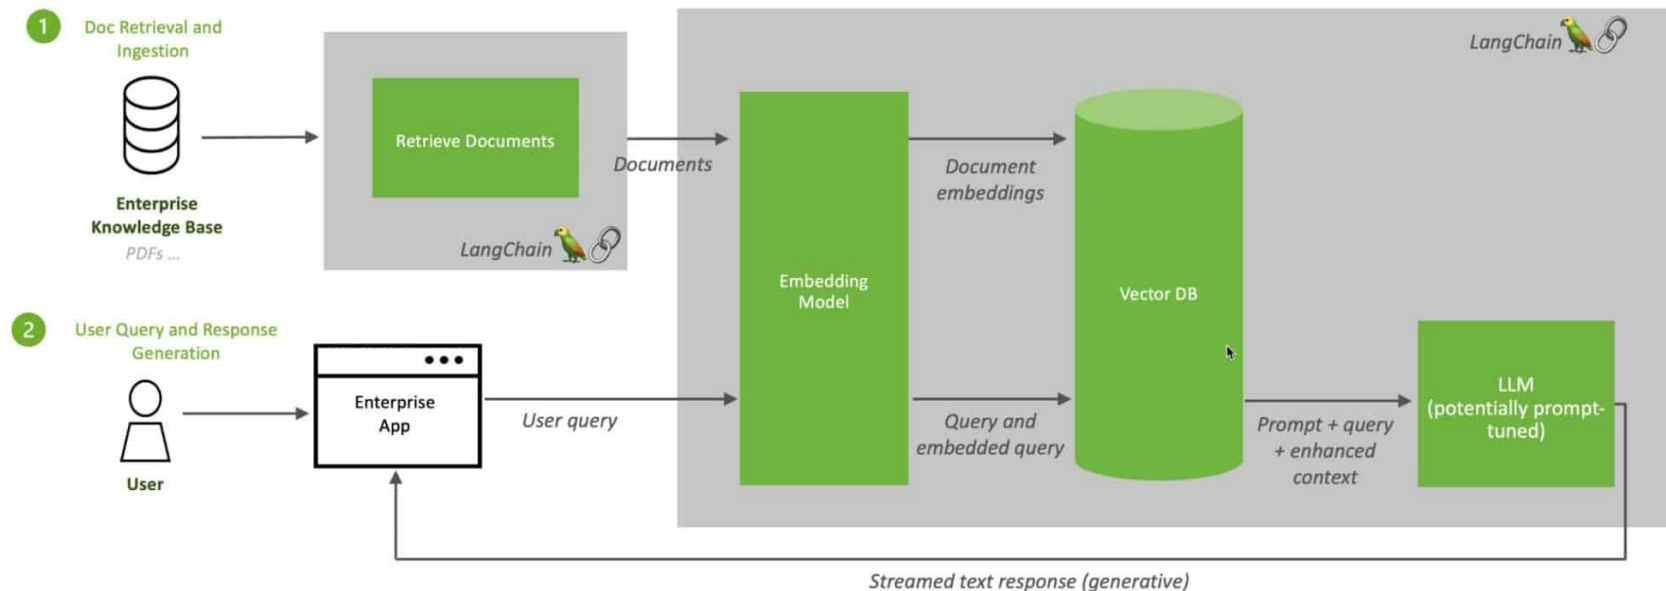 1
Doc Retrieval and
Ingestion
Enterprise
Knowledge Base
PDFs ...
Retrieve Documents
LangChain
Documents
LangChain
Embedding
Model
Document
embeddings
Vector DB
2
User Query and Response
Generation
User
Enterprise
App
User query
Query and
embedded query
Prompt + query
+ enhanced
context
LLM
(potentially prompt-
tuned)
Streamed text response (generative)